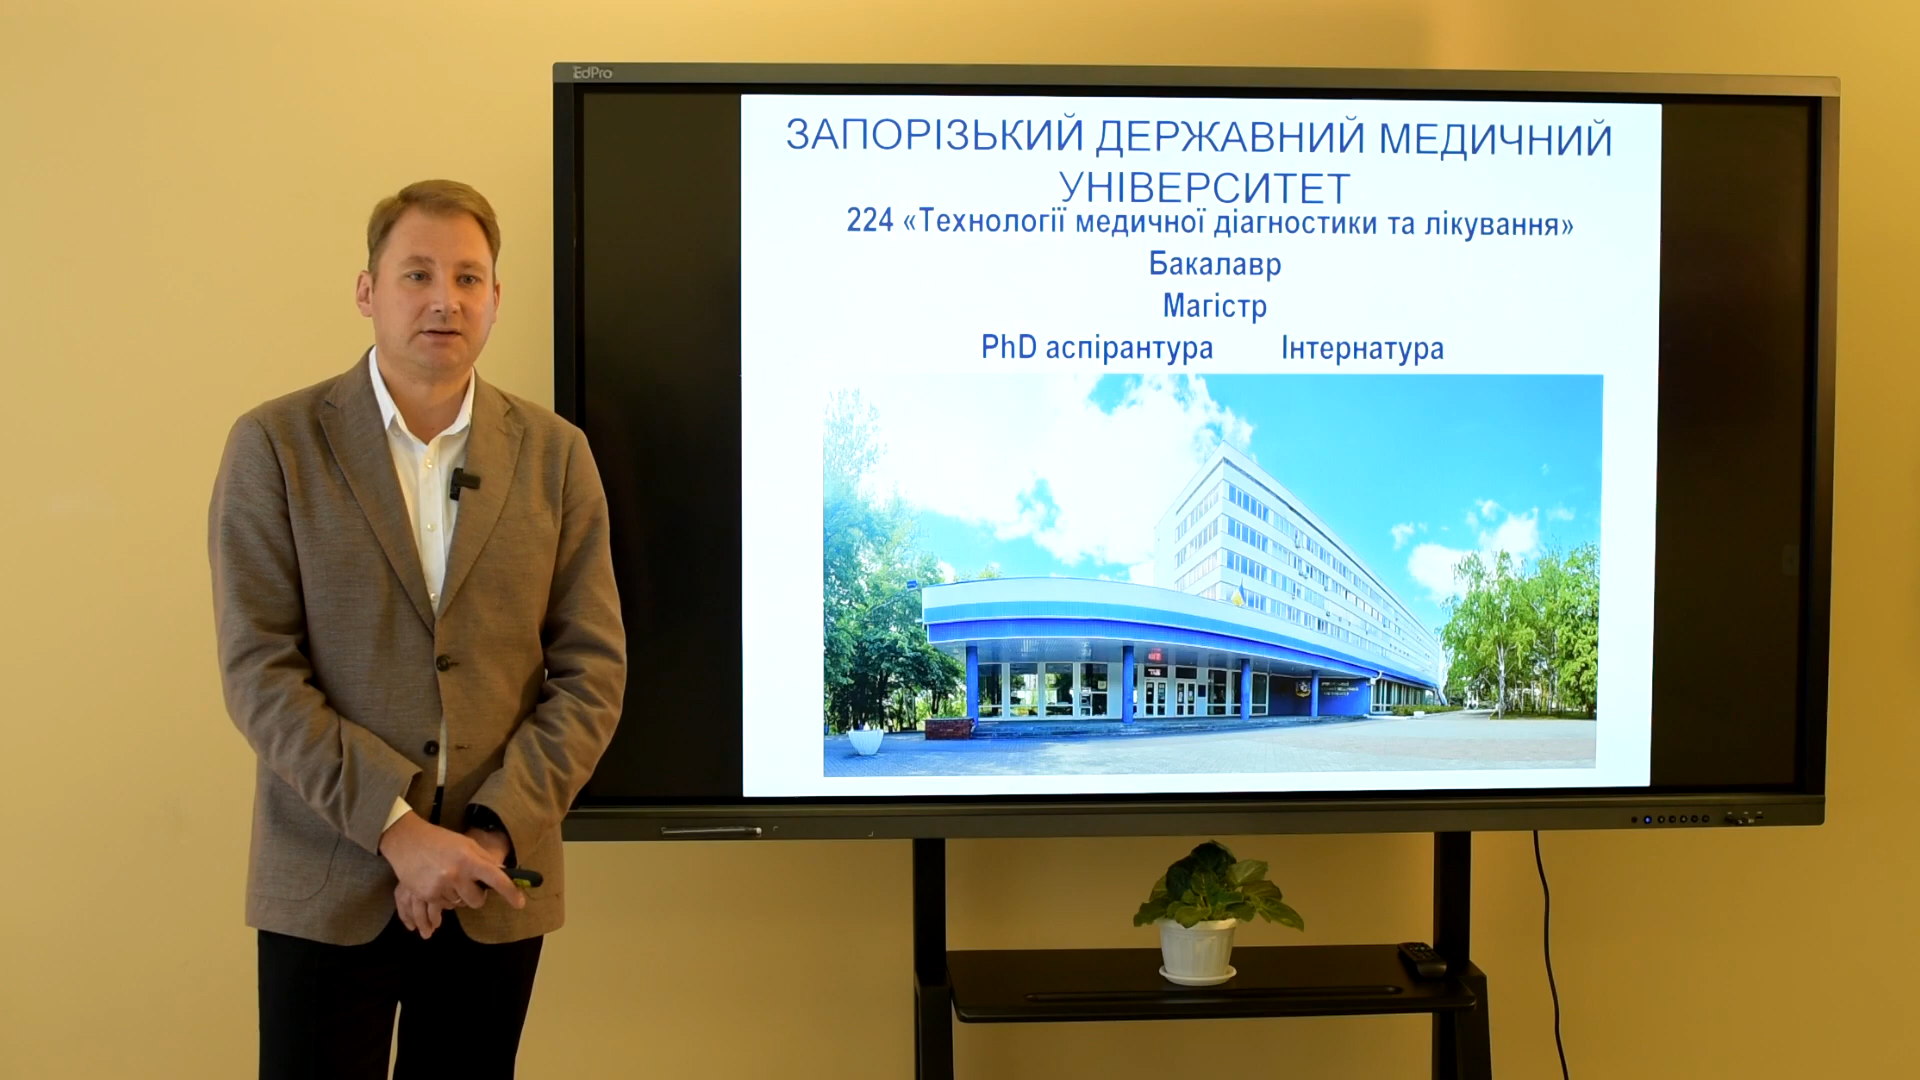 EdPro
ЗАПОРІЗЬКИЙ ДЕРЖАВНИЙ МЕДИЧНИЙ
УНІВЕРСИТЕТ
224 «Технології медичної діагностики та лікування»
Бакалавр
Магістр
PhD аспірантура Інтернатура